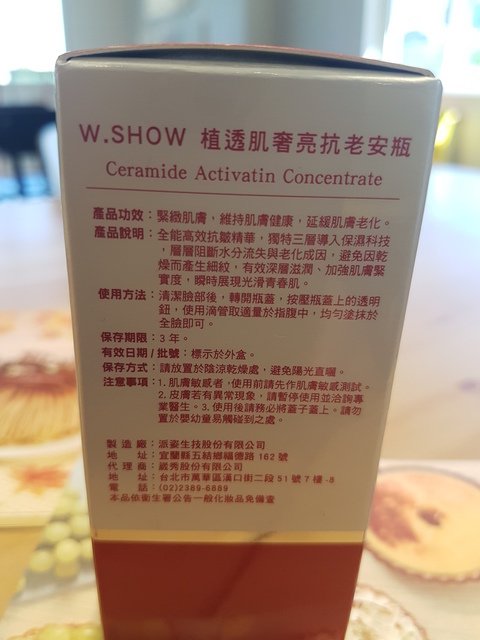 W.SHOW 植透肌奢亮抗老安瓶
Ceramide Activatin Concentrate
產品功效：緊緻肌膚，維持肌膚健康，延緩肌膚老化。
產品說明：全能高效抗皺精華，獨特三層導入保濕科技
，層層阻斷水分流失與老化成因，避免因乾
燥而產生細紋，有效深層滋潤、加強肌膚緊
實度，瞬時展現光滑青春肌。
使用方法：清潔臉部後，轉開瓶蓋，按壓瓶蓋上的透明
鈕，使用滴管取適量於指腹中，均勻塗抹於
全臉即可。
保存期限：3 年。
有效日期 / 批號：標示於外盒。
保存方式：請放置於陰涼乾燥處，避免陽光直曬。
注意事項：1. 肌膚敏感者，使用前請先作肌膚敏感測試。
2. 皮膚若有異常現象，請暫停使用並洽詢專
業醫生。3. 使用後請務必將蓋子蓋上。請勿
置於嬰幼童易觸碰到之處。
製造廠：派姿生技股份有限公司
地址：宜蘭縣五結鄉福德路 162 號
代理商：崴秀股份有限公司
地址：台北市萬華區漢口街二段 51 號 7 樓 -8
電話：(02)2389-6689
本品依衛生署公告一般化妝品免備查